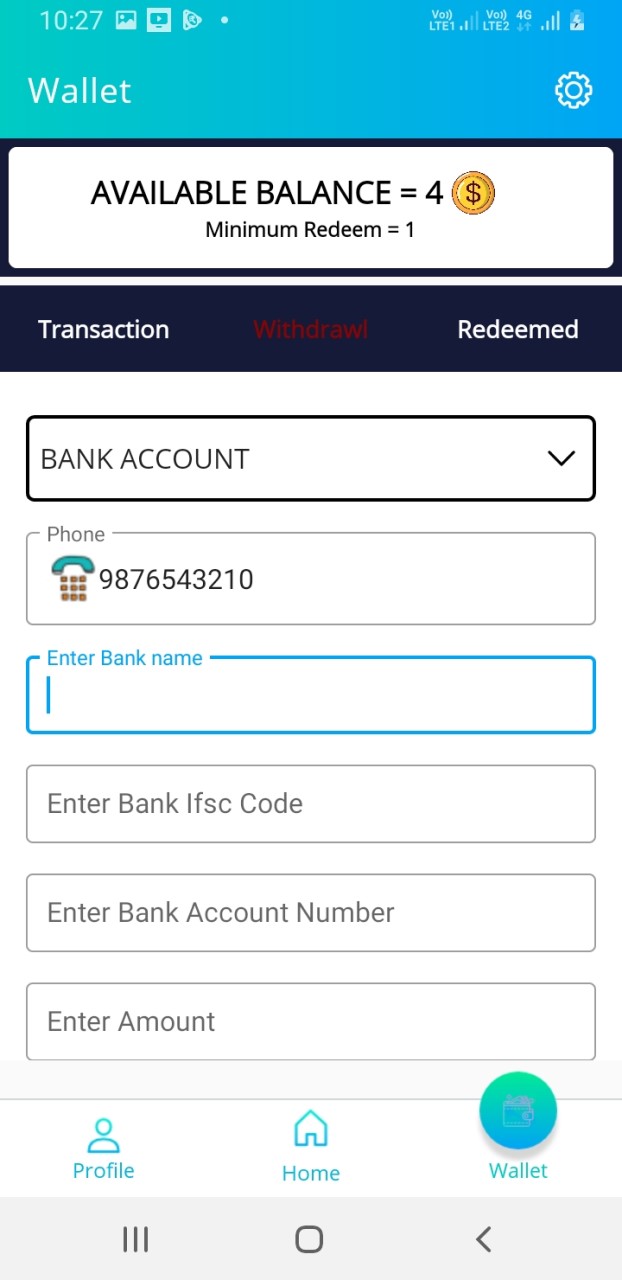 10:27 Vo)) LTE1 Vo)) LTE2 4G
Wallet
AVAILABLE BALANCE = 4 $
Minimum Redeem = 1
Transaction Withdrawl Redeemed
BANK ACCOUNT
Phone
9876543210
Enter Bank name
Enter Bank Ifsc Code
Enter Bank Account Number
Enter Amount
Profile Home Wallet